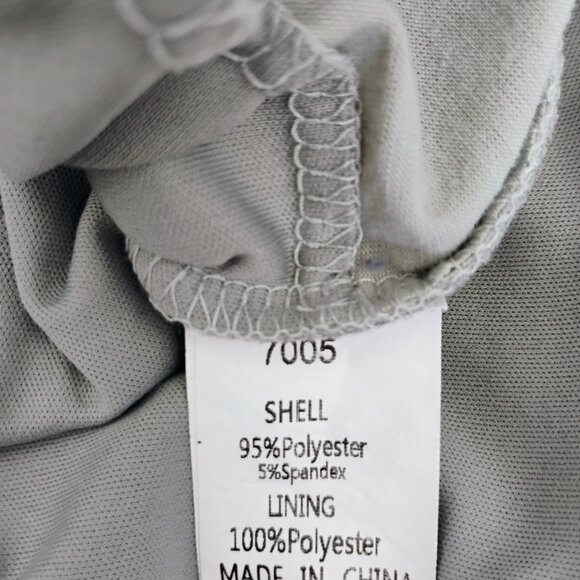 7005
SHELL
95%Polyester
5%Spandex
LINING
100%Polyester
MADE IN CHINA